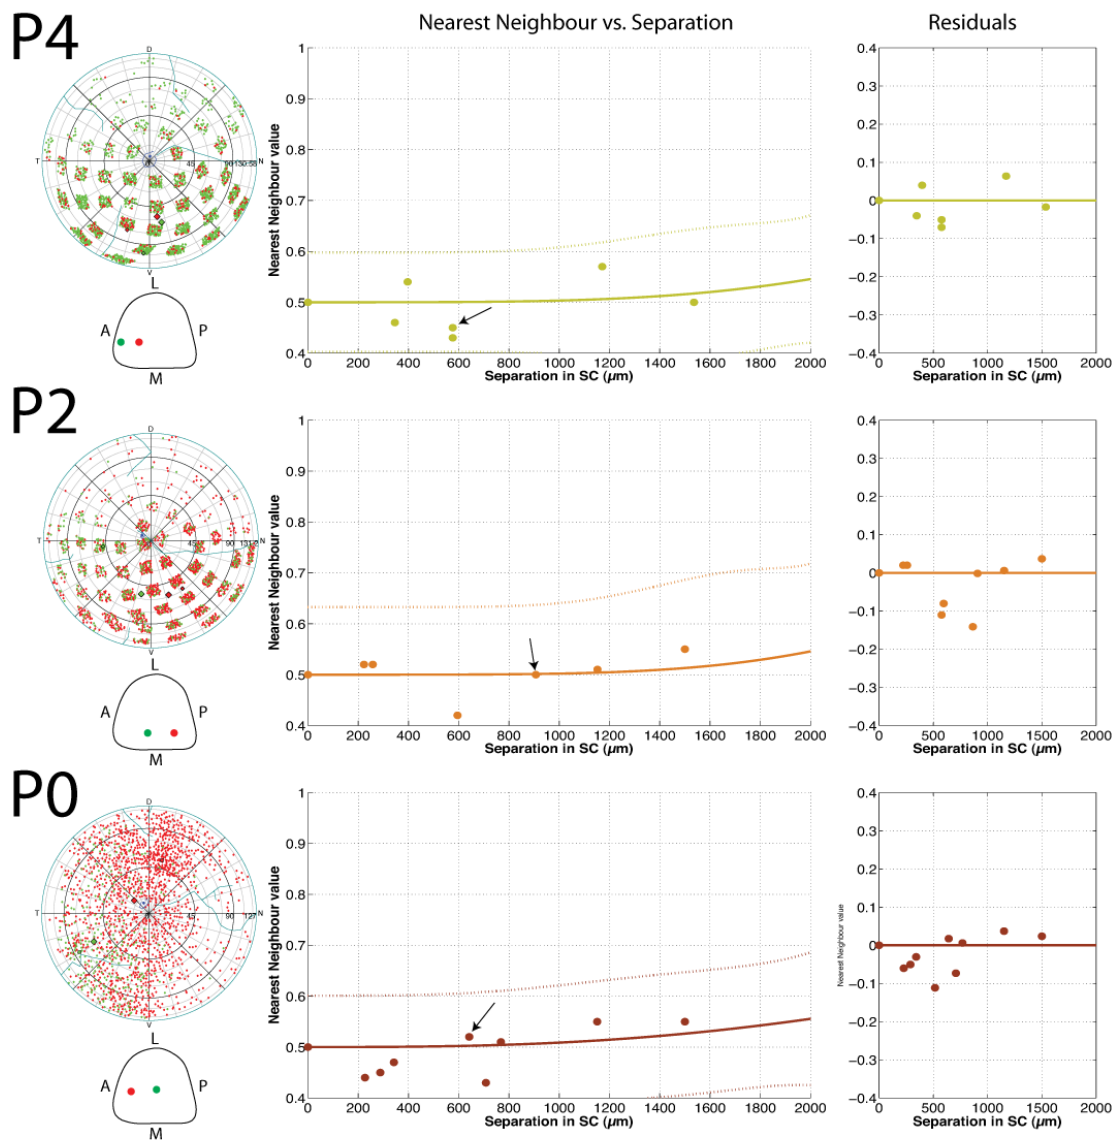 P4
Nearest Neighbour vs. Separation
Residuals
D
T
45
90
N
V
L
A
P
M
Nearest Neighbour value
1
0.9
0.8
0.7
0.6
0.5
0.4
0 200 400 600 800 1000 1200 1400 1600 1800 2000
Separation in SC (µm)
0.4
0.3
0.2
0.1
0
−0.1
−0.2
−0.3
−0.4
0 500 1000 1500 2000
Separation in SC (µm)
P2
D
T
45
90
N
V
L
A
P
M
Nearest Neighbour value
1
0.9
0.8
0.7
0.6
0.5
0.4
0 200 400 600 800 1000 1200 1400 1600 1800 2000
Separation in SC (µm)
0.4
0.3
0.2
0.1
0
−0.1
−0.2
−0.3
−0.4
0 500 1000 1500 2000
Separation in SC (µm)
P0
D
T
45
90
127
N
V
L
A
P
M
Nearest Neighbour value
1
0.9
0.8
0.7
0.6
0.5
0.4
0 200 400 600 800 1000 1200 1400 1600 1800 2000
Separation in SC (µm)
Nearest Neighbour value
0.4
0.3
0.2
0.1
0
−0.1
−0.2
−0.3
−0.4
0 500 1000 1500 2000
Separation in SC (µm)